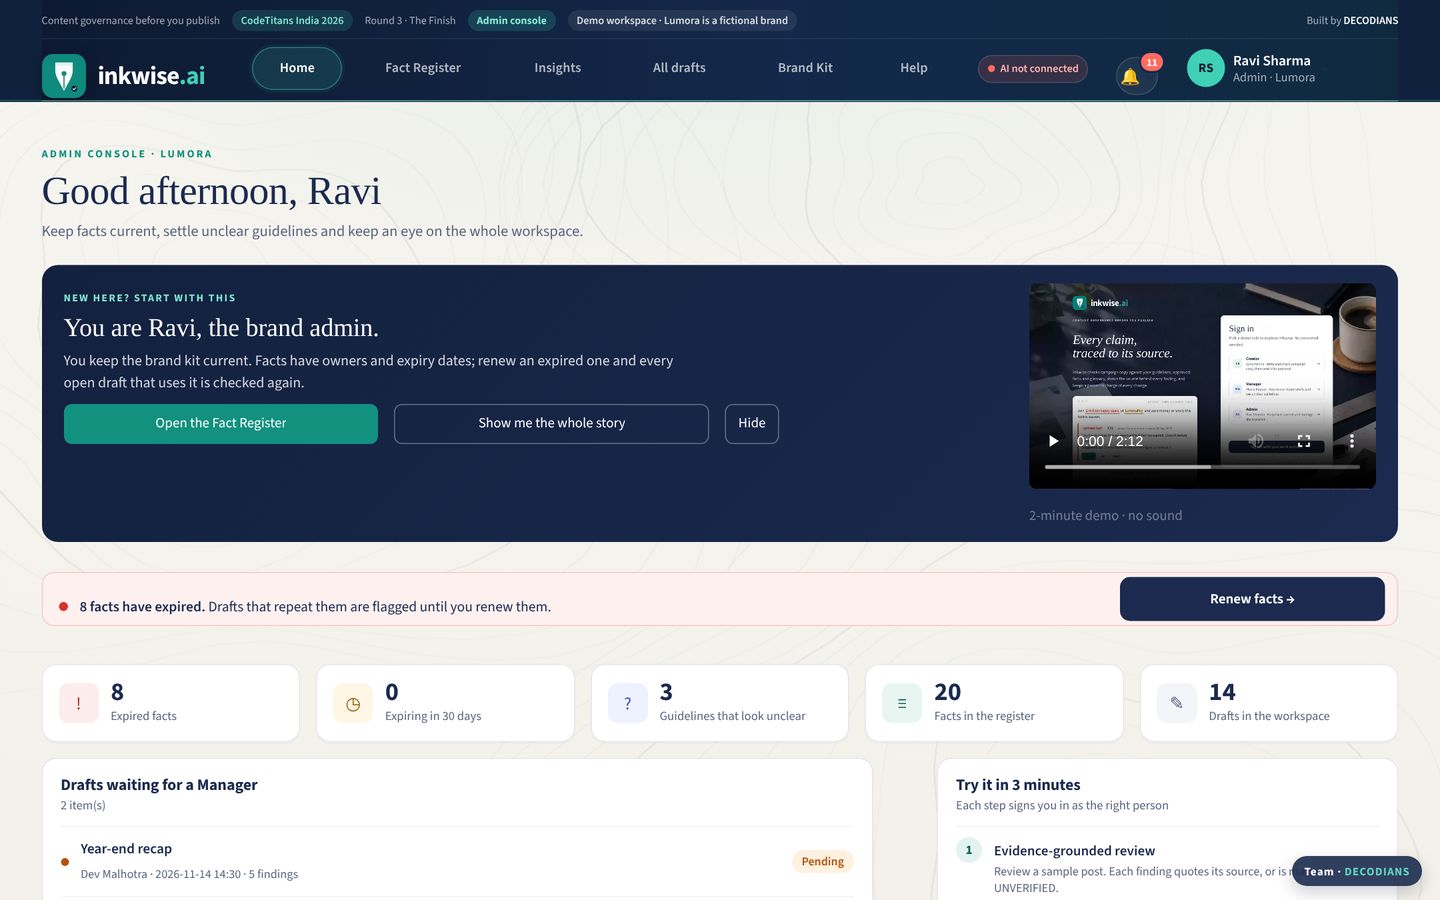 Content governance before you publish
CodeTitans India 2026
Round 3 · The Finish
Admin console
Demo workspace · Lumora is a fictional brand
Built by DECODIANS
inkwise.ai
Home
Fact Register
Insights
All drafts
Brand Kit
Help
AI not connected
11
RS
Ravi Sharma
Admin · Lumora
ADMIN CONSOLE · LUMORA
Good afternoon, Ravi
Keep facts current, settle unclear guidelines and keep an eye on the whole workspace.
NEW HERE? START WITH THIS
You are Ravi, the brand admin.
You keep the brand kit current. Facts have owners and expiry dates; renew an expired one and every
open draft that uses it is checked again.
Open the Fact Register
Show me the whole story
Hide
inkwise.ai
Every claim,
traced to its source.
Sign in
0:00 / 2:12
2-minute demo · no sound
8 facts have expired. Drafts that repeat them are flagged until you renew them.
Renew facts →
8
Expired facts
0
Expiring in 30 days
3
Guidelines that look unclear
20
Facts in the register
14
Drafts in the workspace
Drafts waiting for a Manager
2 item(s)
Year-end recap
Dev Malhotra · 2026-11-14 14:30 · 5 findings
Pending
Try it in 3 minutes
Each step signs you in as the right person
1
Evidence-grounded review
Review a sample post. Each finding quotes its source, or is
UNVERIFIED.
Team · DECODIANS